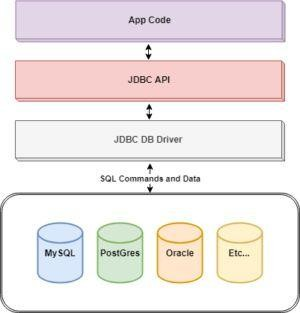 App Code
JDBC API
JDBC DB Driver
SQL Commands and Data
MySQL
PostGres
Oracle
Etc...